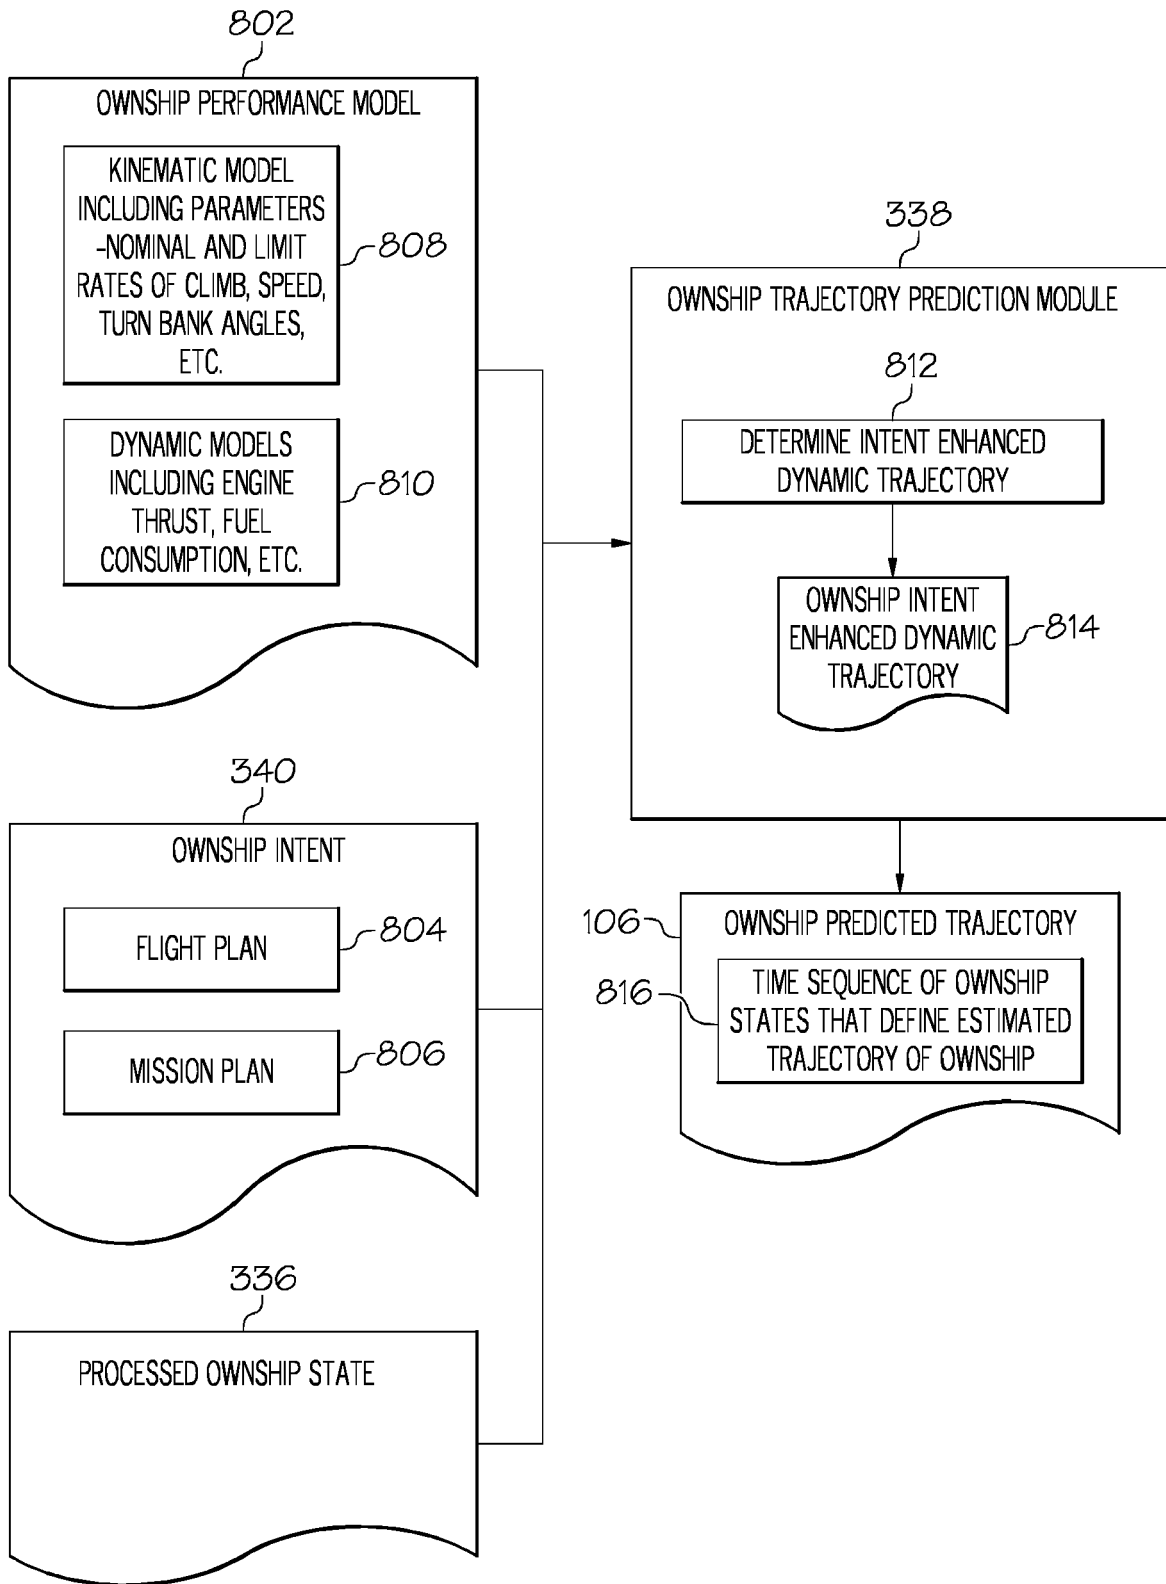 802
OWNSHIP PERFORMANCE MODEL
KINEMATIC MODEL
INCLUDING PARAMETERS
-NOMINAL AND LIMIT
RATES OF CLIMB, SPEED,
TURN BANK ANGLES,
ETC.
808
DYNAMIC MODELS
INCLUDING ENGINE
THRUST, FUEL
CONSUMPTION, ETC.
810
340
OWNSHIP INTENT
FLIGHT PLAN
804
MISSION PLAN
806
336
PROCESSED OWNSHIP STATE
338
OWNSHIP TRAJECTORY PREDICTION MODULE
812
DETERMINE INTENT ENHANCED
DYNAMIC TRAJECTORY
OWNSHIP INTENT
ENHANCED DYNAMIC
TRAJECTORY
814
106
OWNSHIP PREDICTED TRAJECTORY
816
TIME SEQUENCE OF OWNSHIP
STATES THAT DEFINE ESTIMATED
TRAJECTORY OF OWNSHIP